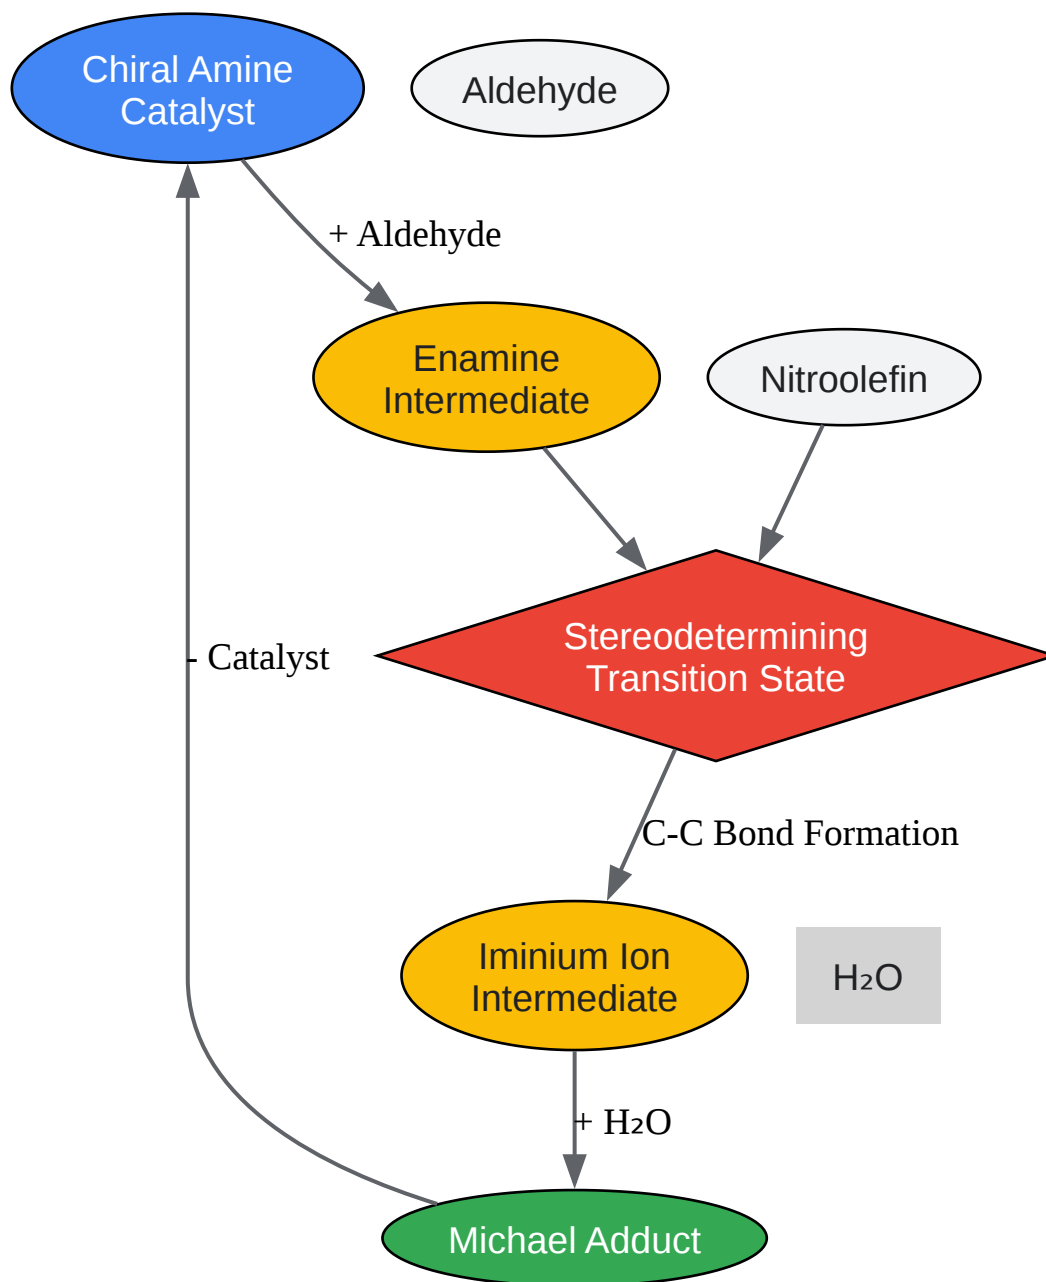 Chiral Amine
Catalyst
Aldehyde
+ Aldehyde
Enamine
Intermediate
Nitroolefin
Stereodetermining
Transition State
- Catalyst
C-C Bond Formation
Iminium Ion
Intermediate
H₂O
+ H₂O
Michael Adduct